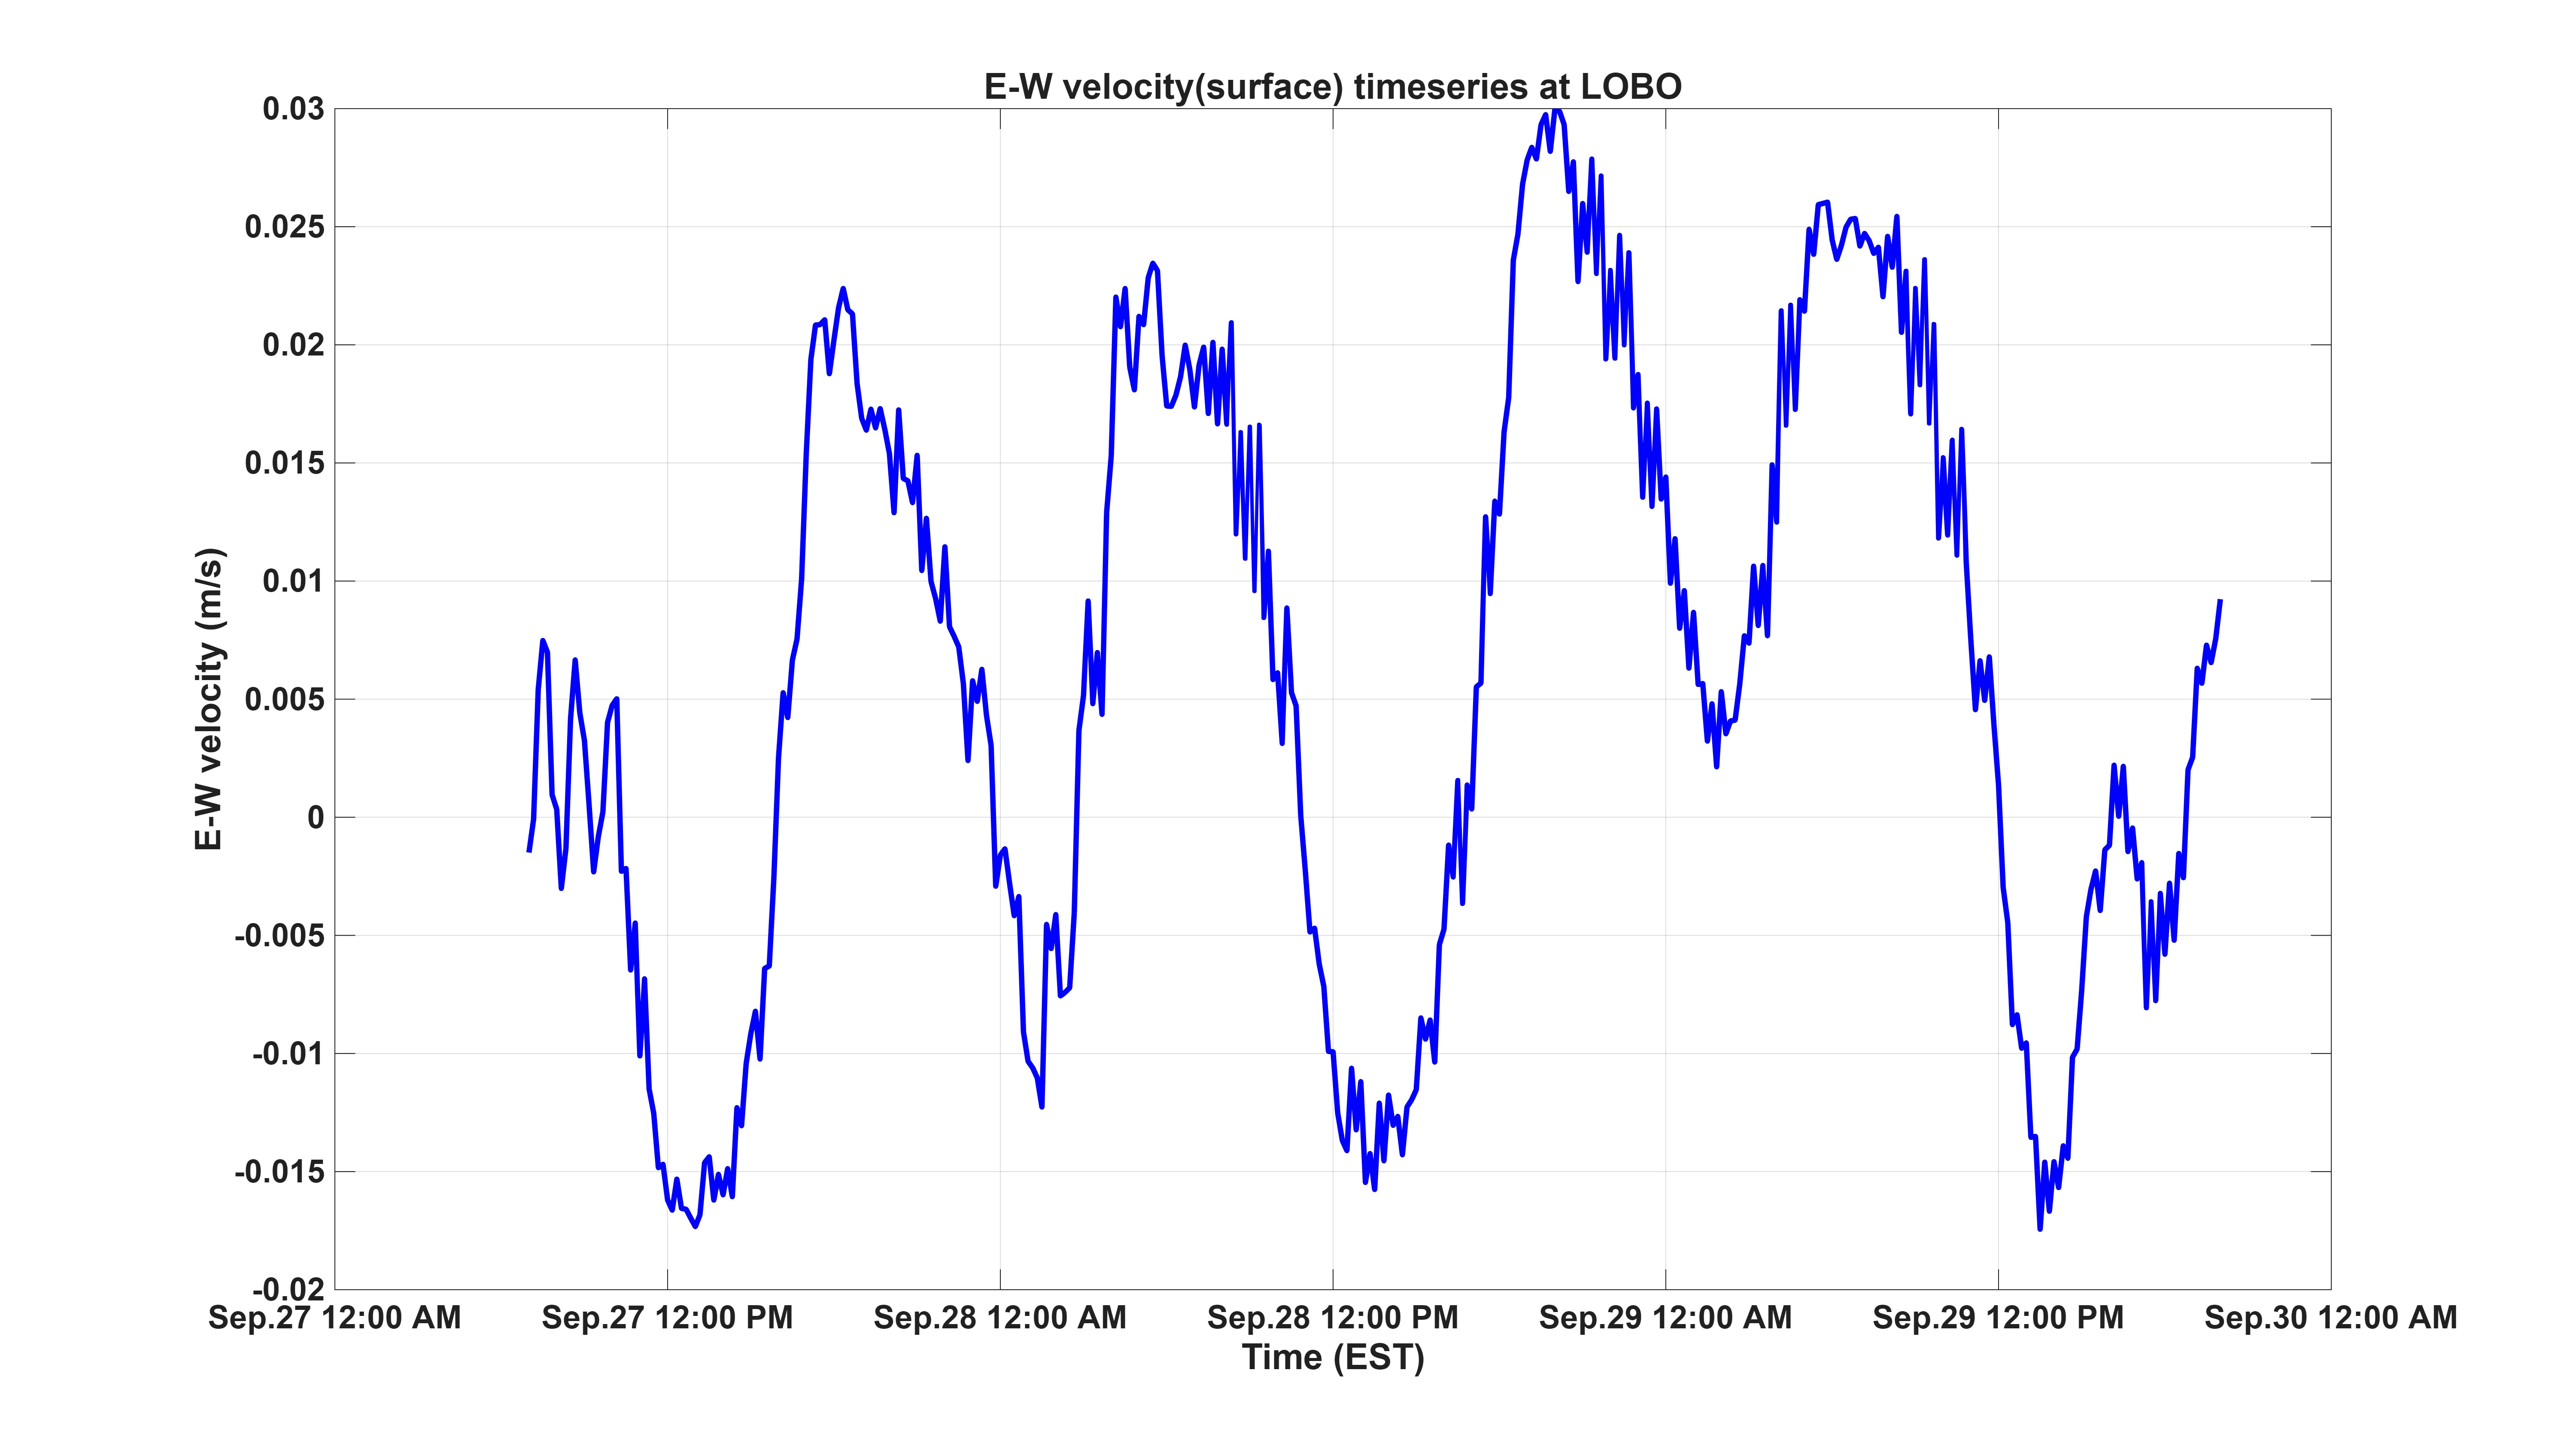 E-W velocity(surface) timeseries at LOBO
0.03
0.025
0.02
0.015
0.01
0.005
0
-0.005
-0.01
-0.015
-0.02
E-W velocity (m/s)
Sep.27 12:00 AM Sep.27 12:00 PM Sep.28 12:00 AM Sep.28 12:00 PM Sep.29 12:00 AM Sep.29 12:00 PM Sep.30 12:00 AM
Time (EST)